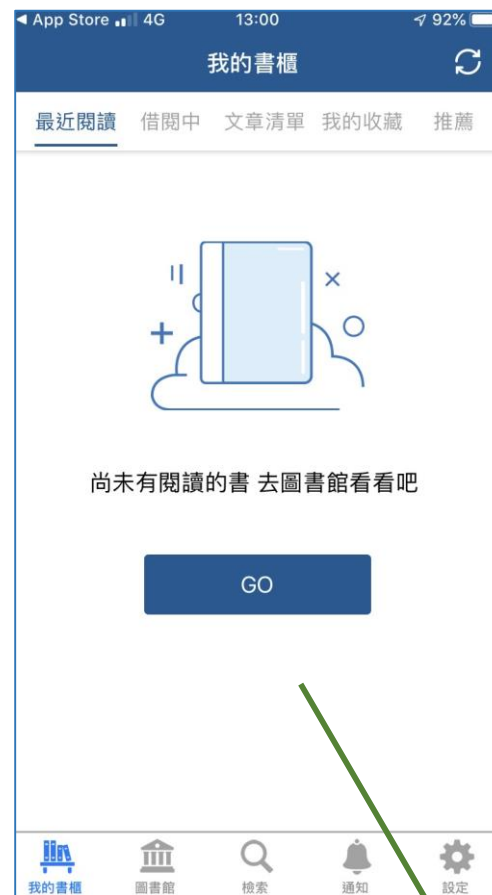 App Store 4G 13:00 92%
我的書櫃
最近閱讀 借閱中 文章清單 我的收藏 推薦
尚未有閱讀的書 去圖書館看看吧
GO
我的書櫃 圖書館 檢索 通知 設定